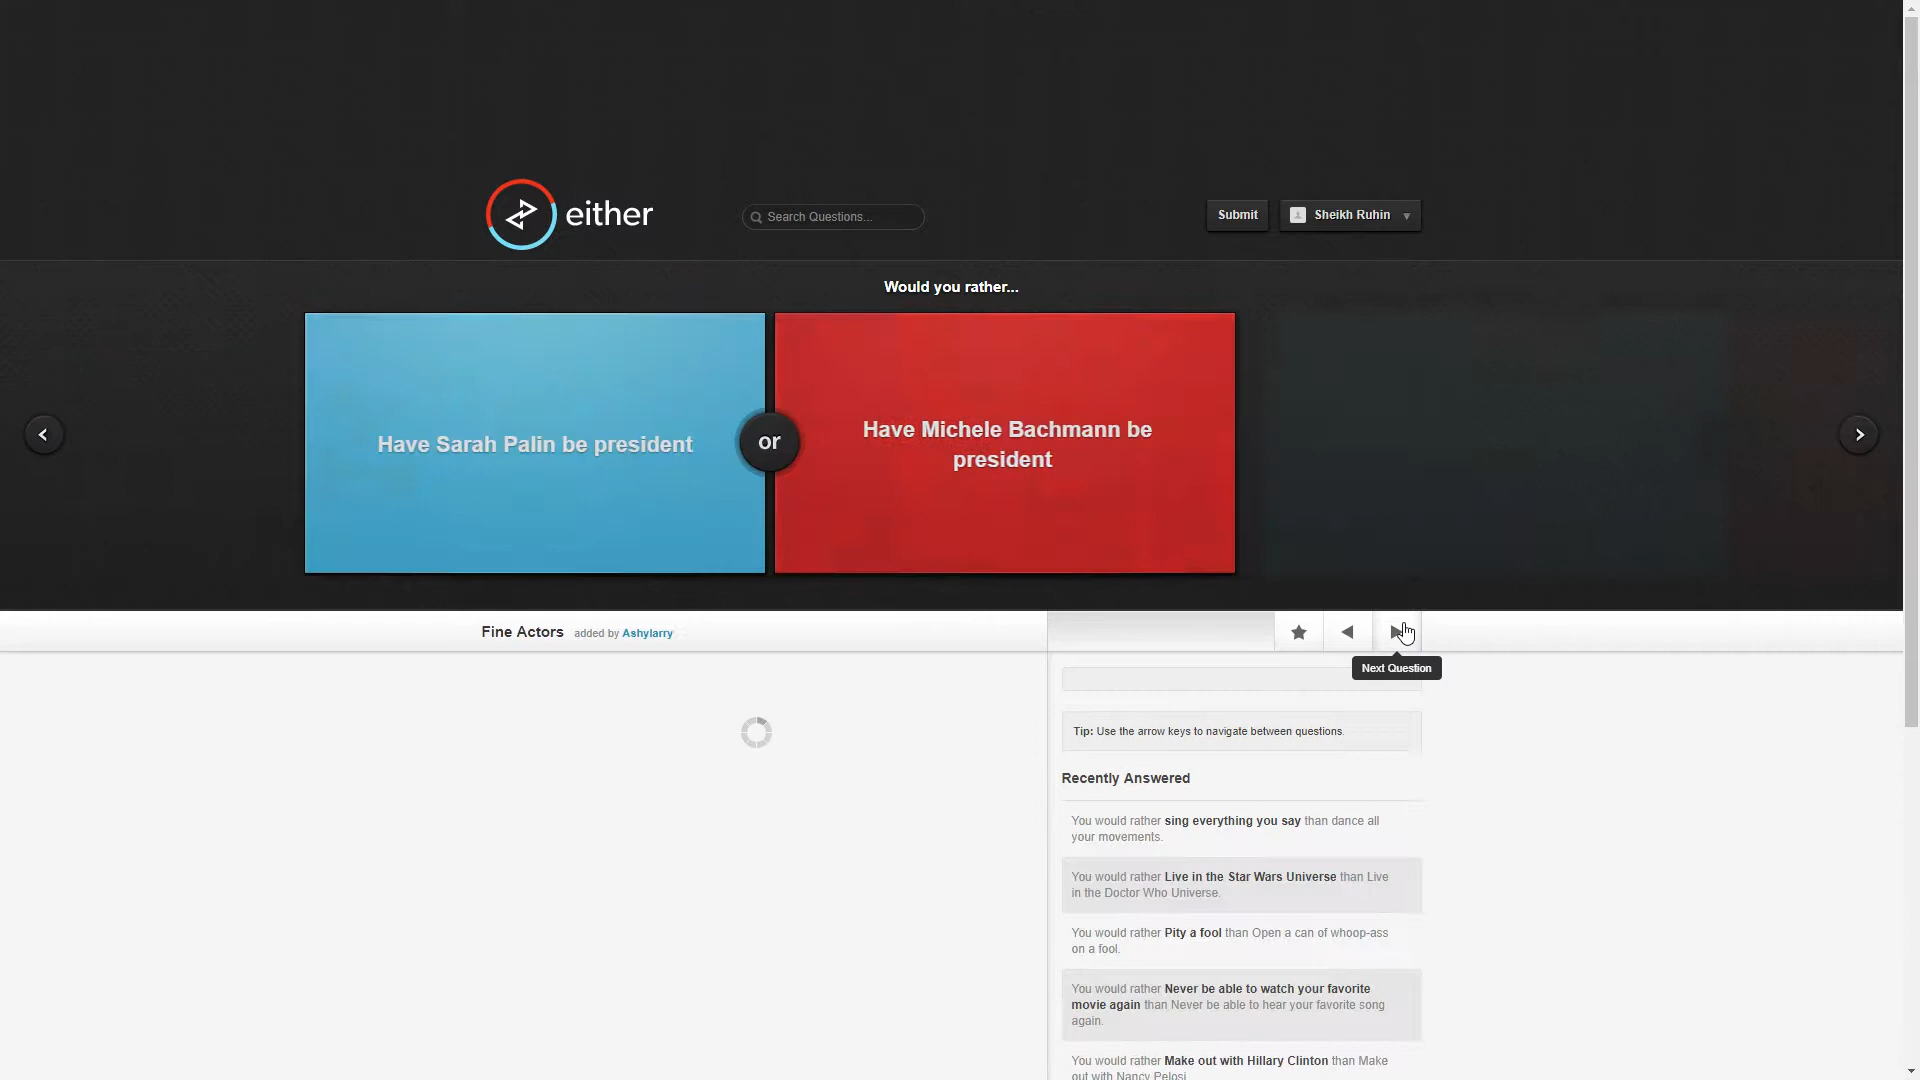 either
Search Questions...
Submit
Sheikh Ruhin
Would you rather...
Have Sarah Palin be president
or
Have Michele Bachmann be
president
Fine Actors added by Ashylarry
Next Question
Tip: Use the arrow keys to navigate between questions.
Recently Answered
You would rather sing everything you say than dance all
your movements.
You would rather Live in the Star Wars Universe than Live
in the Doctor Who Universe.
You would rather Pity a fool than Open a can of whoop-ass
on a fool.
You would rather Never be able to watch your favorite
movie again than Never be able to hear your favorite song
again.
You would rather Make out with Hillary Clinton than Make
out with Nancy Pelosi